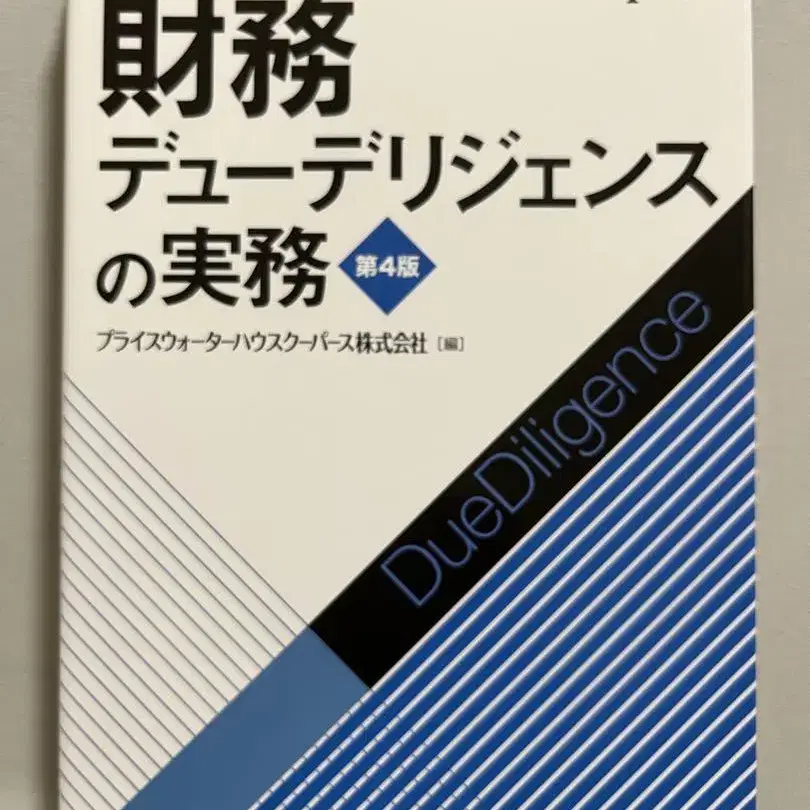 財務
デューデリジェンス
の実務 第4版
プライスウォーターハウスクーパース株式会社 [編]
DueDiligence